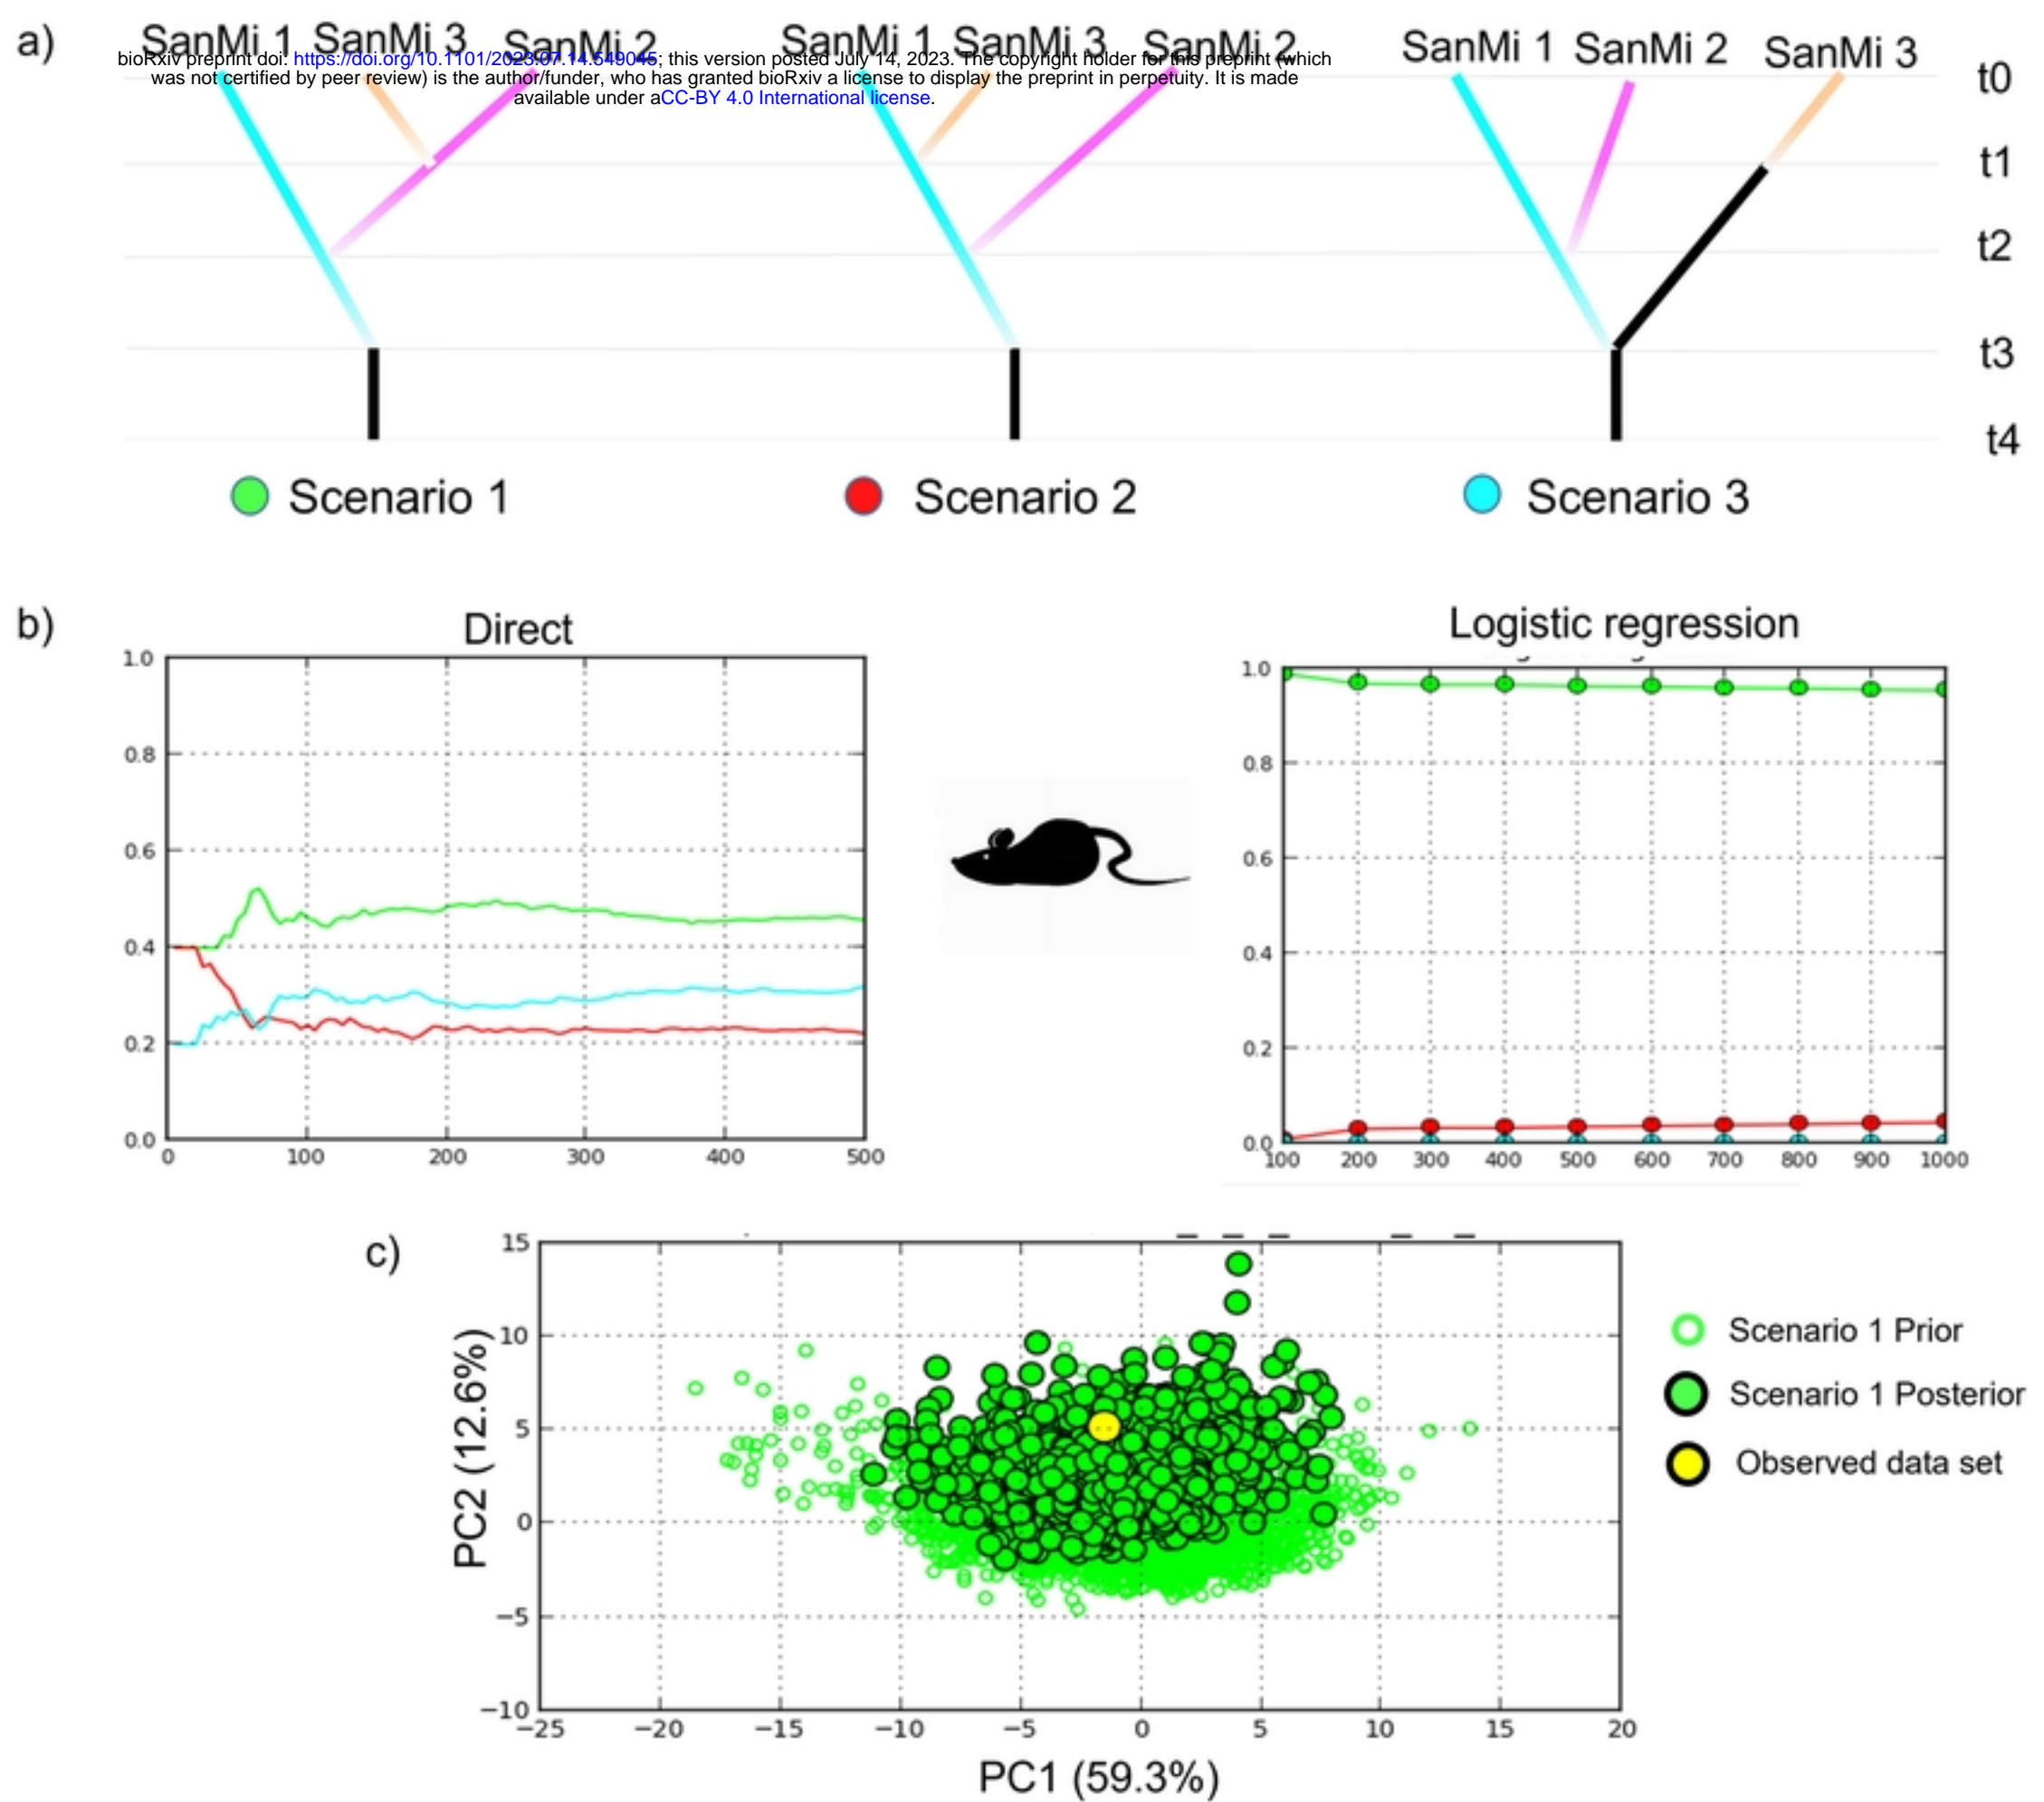 a)
SanMi 1 SanMi 3 SanMi 2 SanMi 1 SanMi 3 SanMi 2 SanMi 1 SanMi 2 SanMi 3
bioRxiv preprint doi: https://doi.org/10.1101/2023.07.14.549045; this version posted July 14, 2023. The copyright holder for this preprint (which
was not certified by peer review) is the author/funder, who has granted bioRxiv a license to display the preprint in perpetuity. It is made
available under aCC-BY 4.0 International license.
t0
t1
t2
t3
t4
Scenario 1 Scenario 2 Scenario 3
b)
Direct
1.0
0.8
0.6
0.4
0.2
0.0
0 100 200 300 400 500
Logistic regression
1.0
0.8
0.6
0.4
0.2
0.0
100 200 300 400 500 600 700 800 900 1000
c)
PC2 (12.6%)
15
10
5
0
−5
−10
−25 −20 −15 −10 −5 0 5 10 15 20
PC1 (59.3%)
Scenario 1 Prior
Scenario 1 Posterior
Observed data set